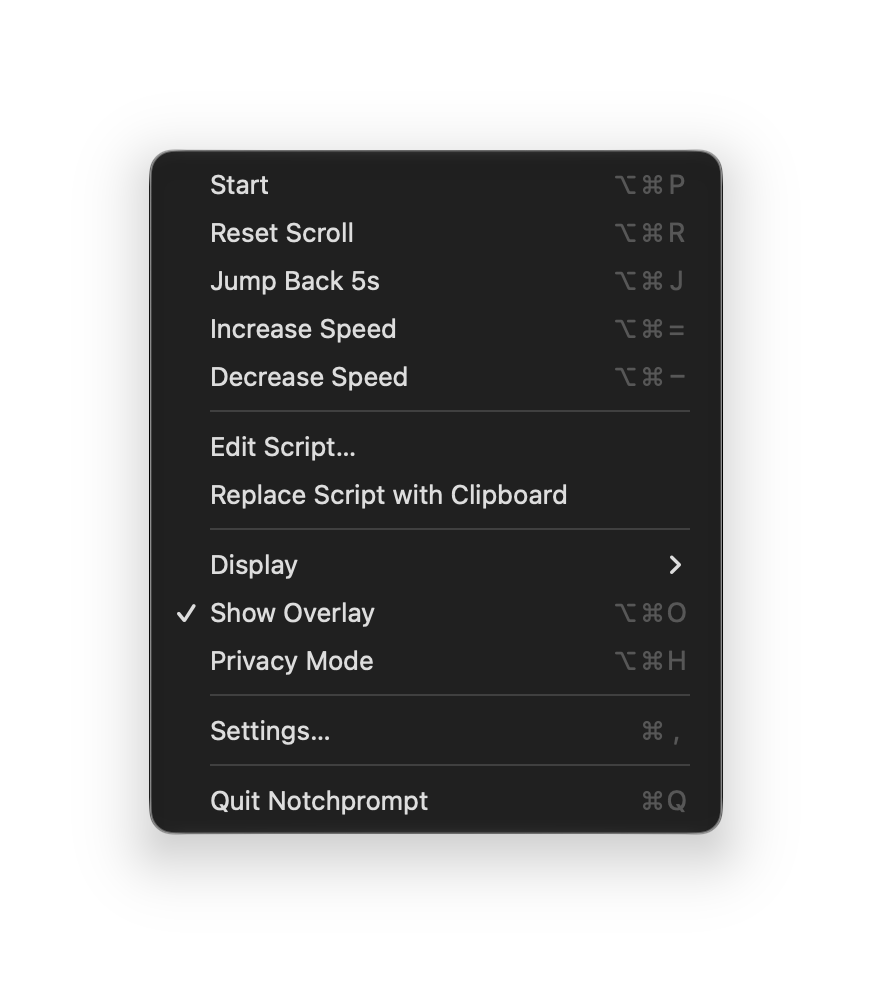 Start ⌥⌘P
Reset Scroll ⌥⌘R
Jump Back 5s ⌥⌘J
Increase Speed ⌥⌘=
Decrease Speed ⌥⌘−
Edit Script...
Replace Script with Clipboard
Display
Show Overlay ⌥⌘O
Privacy Mode ⌥⌘H
Settings... ⌘,
Quit Notchprompt ⌘Q